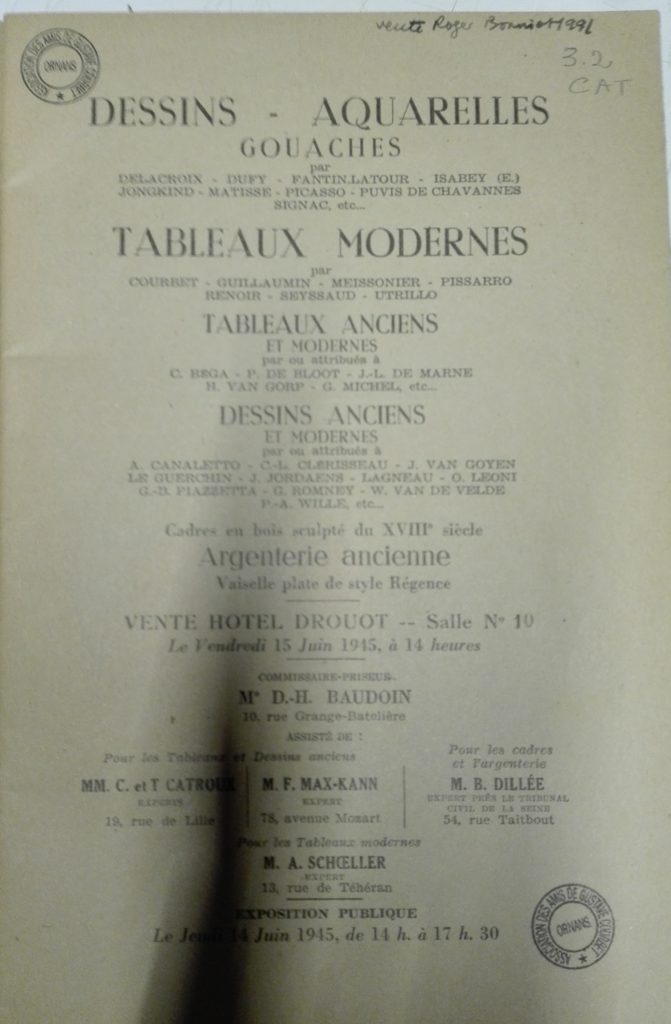 vente Roger Bonniot 1991
3.2
CAT
ASSOCIATION DES AMIS DE GUSTAVE COURBET
ORNANS
DESSINS - AQUARELLES
GOUACHES
par
DELACROIX - DUFY - FANTIN.LATOUR - ISABEY (E.)
JONGKIND - MATISSE - PICASSO - PUVIS DE CHAVANNES
SIGNAC, etc...
TABLEAUX MODERNES
par
COURBET - GUILLAUMIN - MEISSONIER - PISSARRO
RENOIR - SEYSSAUD - UTRILLO
TABLEAUX ANCIENS
ET MODERNES
par ou attribués à
C. BEGA - P. DE BLOOT - J.-L. DE MARNE
H. VAN GORP - G. MICHEL, etc...
DESSINS ANCIENS
ET MODERNES
par ou attribués à
A. CANALETTO - C.-L. CLÉRISSEAU - J. VAN GOYEN
LE GUERCHIN - J. JORDAENS - LAGNEAU - O. LEONI
G.-B. PIAZZETTA - G. ROMNEY - W. VAN DE VELDE
P.-A. WILLE, etc...
Cadres en bois sculpté du XVIIIe siècle
Argenterie ancienne
Vaiselle plate de style Régence
VENTE HOTEL DROUOT -- Salle N° 10
Le Vendredi 15 Juin 1945, à 14 heures
COMMISSAIRE-PRISEUR
Me D.-H. BAUDOIN
10, rue Grange-Batelière
ASSISTÉ DE :
Pour les Tableaux et Dessins anciens
MM. C. et T CATROUX
EXPERTS
19, rue de Lille
M. F. MAX-KANN
EXPERT
78, avenue Mozart
Pour les cadres
et l'argenterie
M. B. DILLÉE
EXPERT PRÈS LE TRIBUNAL
CIVIL DE LA SEINE
54, rue Taitbout
Pour les Tableaux modernes
M. A. SCHŒLLER
EXPERT
13, rue de Téhéran
EXPOSITION PUBLIQUE
Le Jeudi 14 Juin 1945, de 14 h. à 17 h. 30
ASSOCIATION DES AMIS DE GUSTAVE COURBET
ORNANS